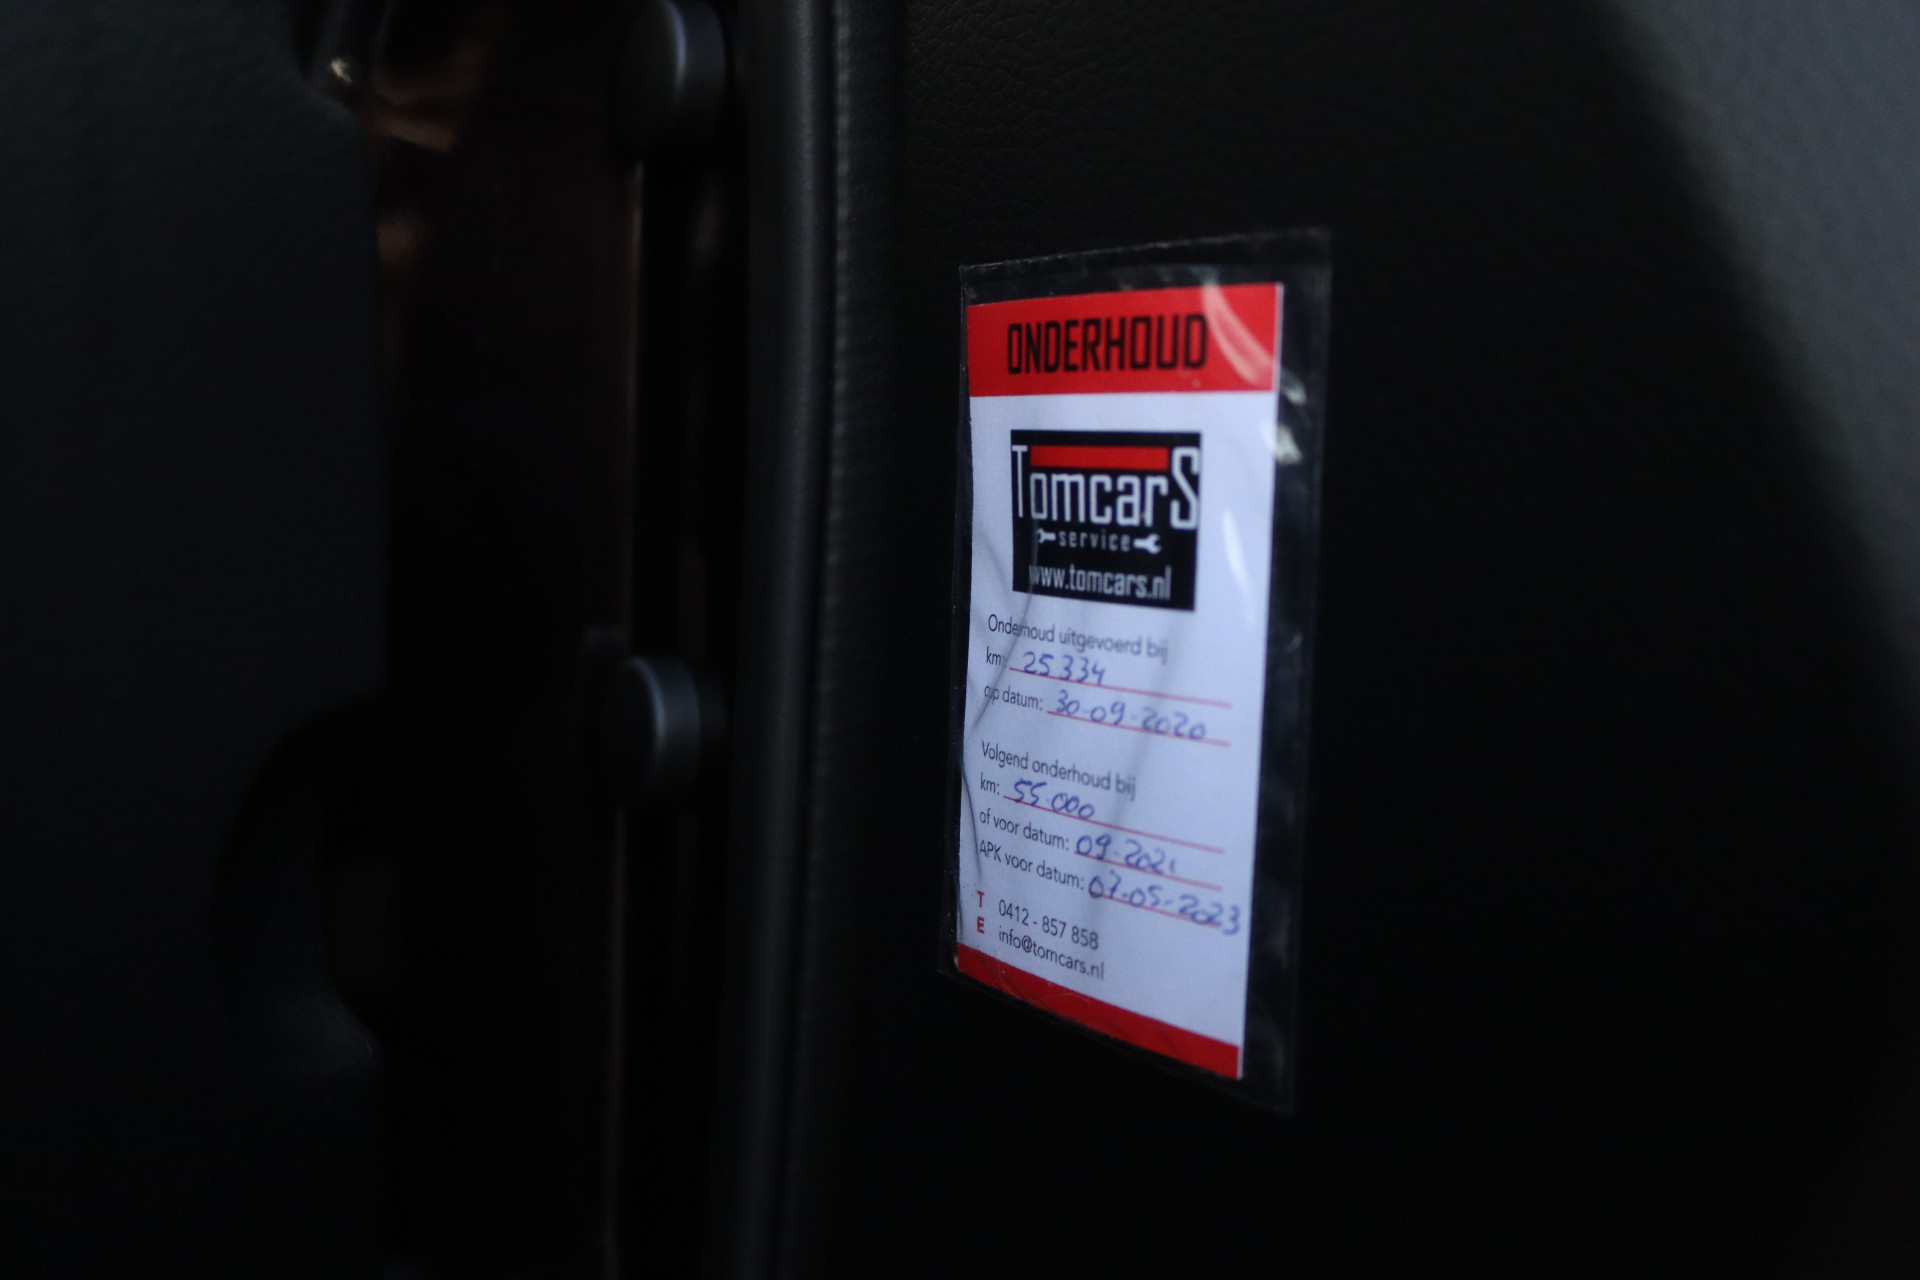 ONDERHOUD
TomcarS
service
www.tomcars.nl
Onderhoud uitgevoerd bij
km: 25334
op datum: 30-09-2020
Volgend onderhoud bij
km: 55.000
of voor datum: 09-2021
APK voor datum: 07-05-2023
T 0412 - 857 858
E info@tomcars.nl